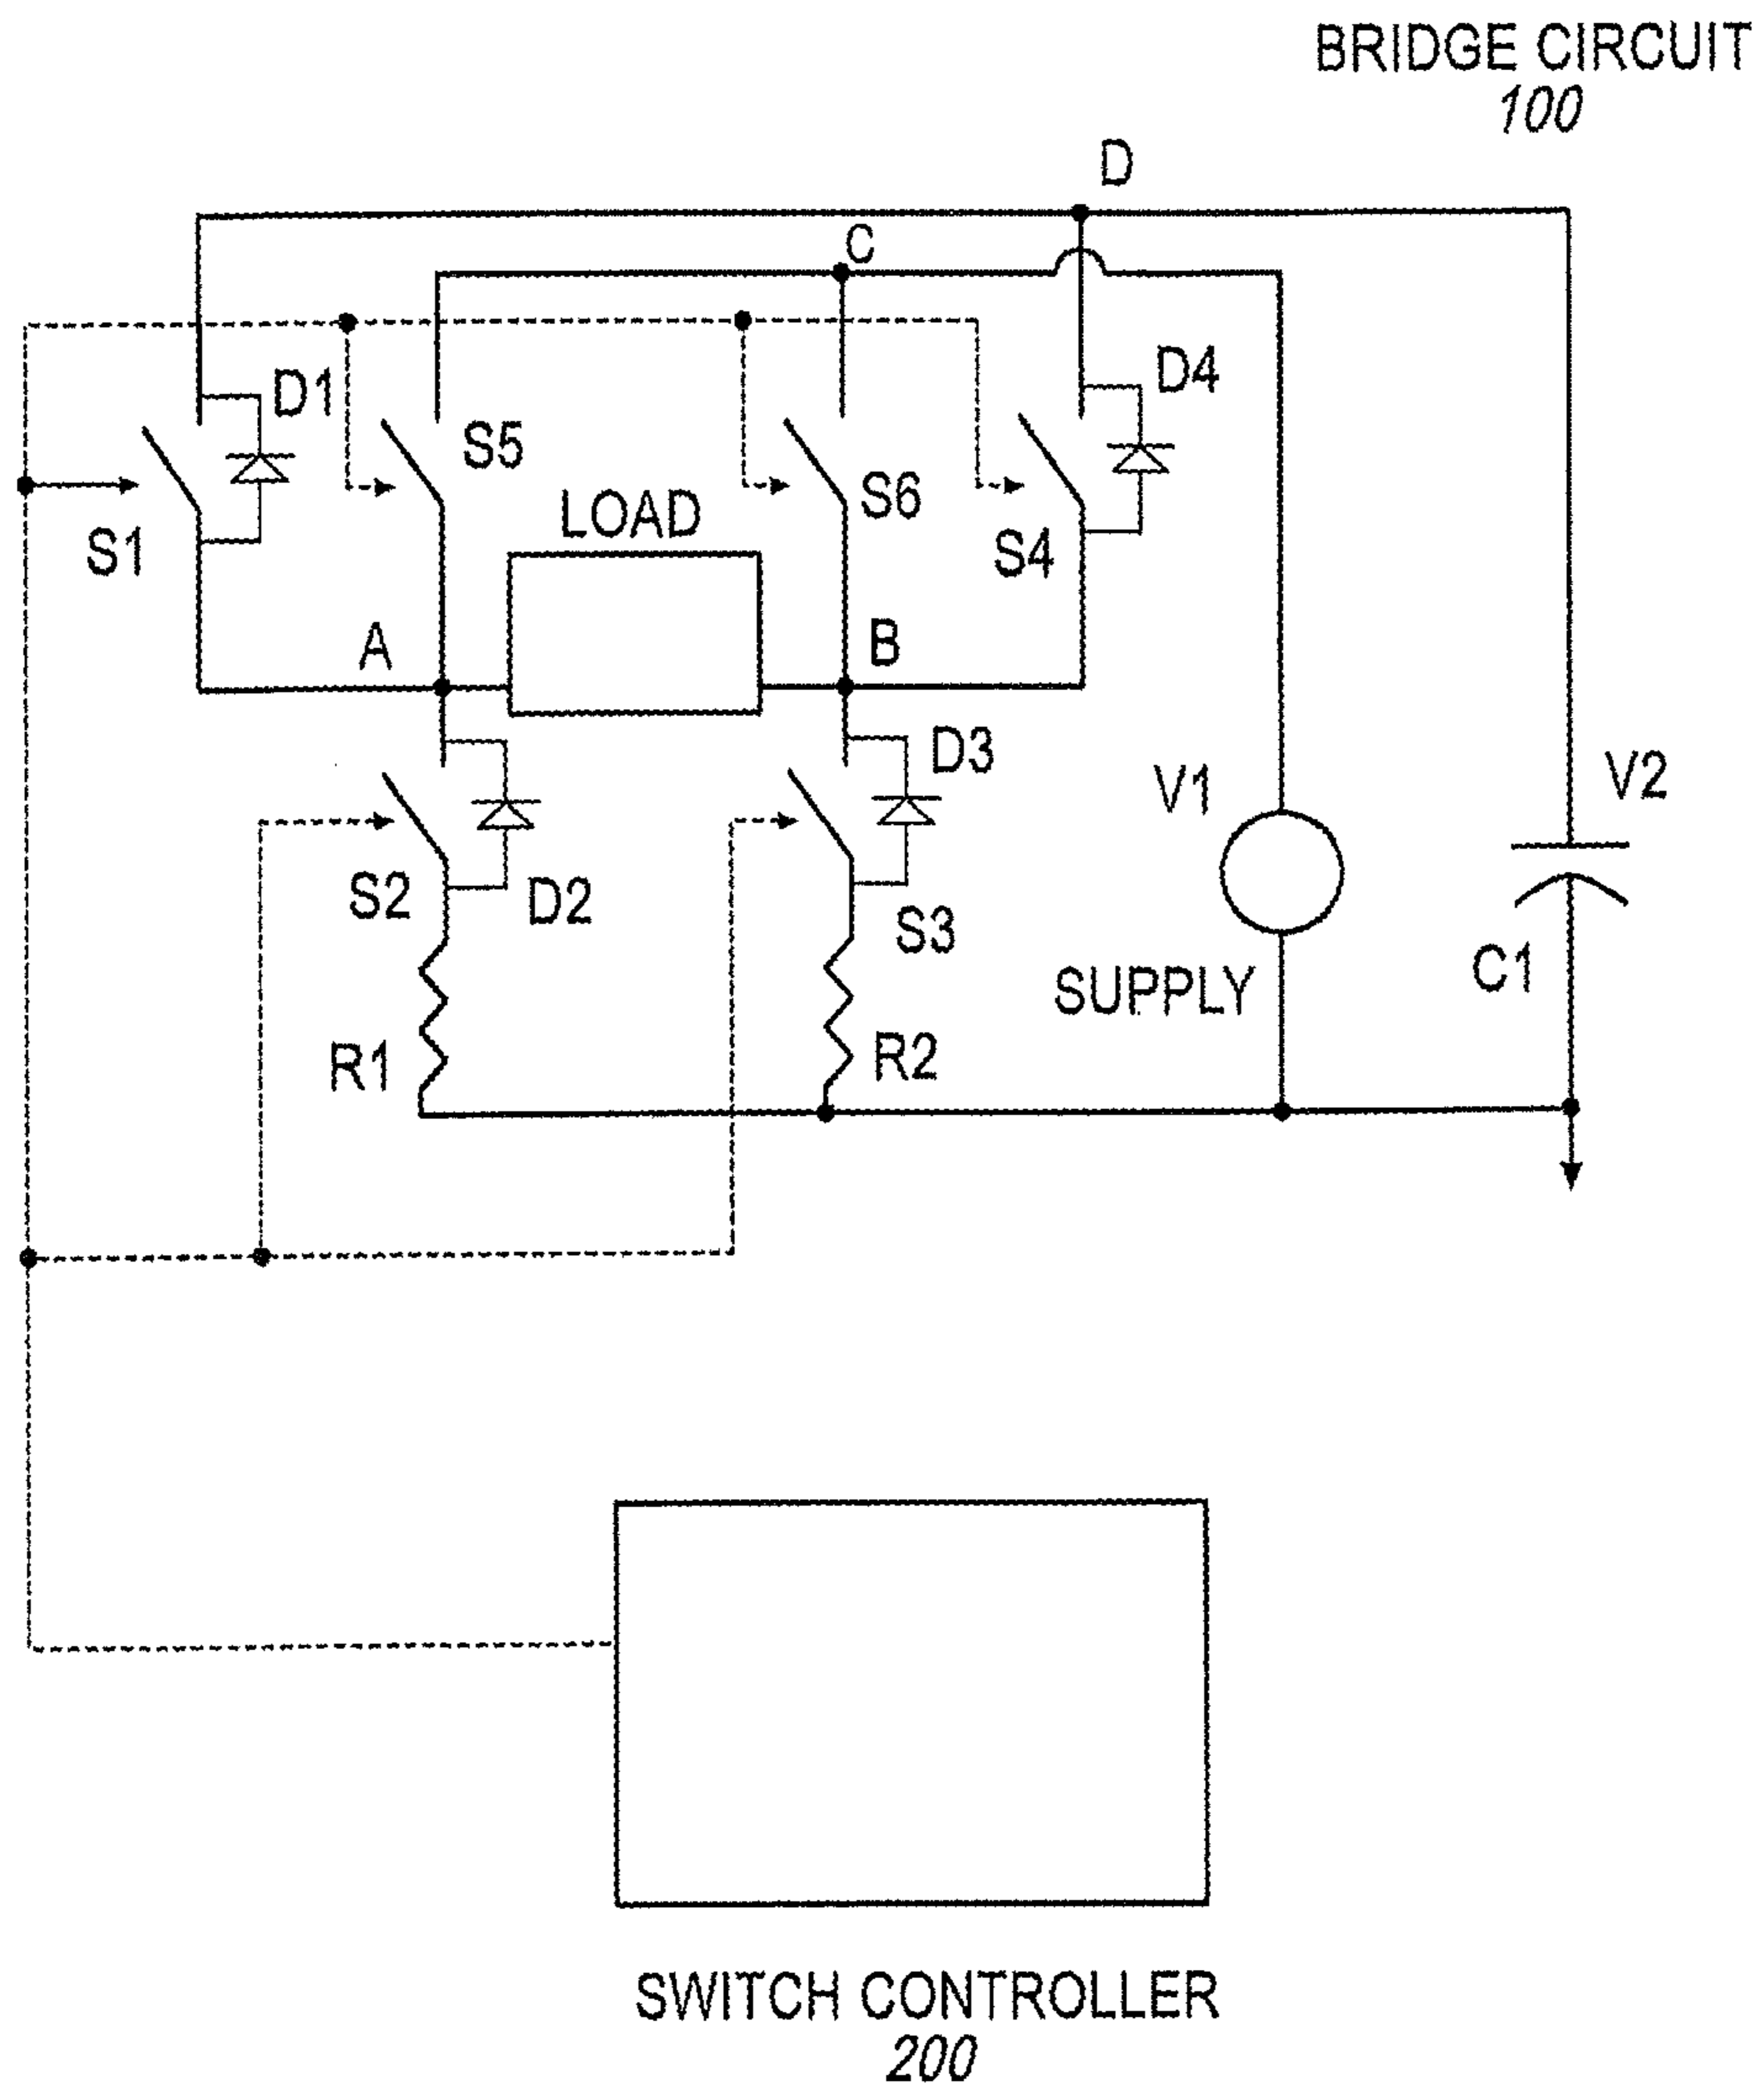 BRIDGE CIRCUIT
100
D
C
D1
D4
S5
S6
LOAD
S1
S4
A
B
D3
V1
V2
S2
D2
S3
SUPPLY
C1
R1
R2
SWITCH CONTROLLER
200